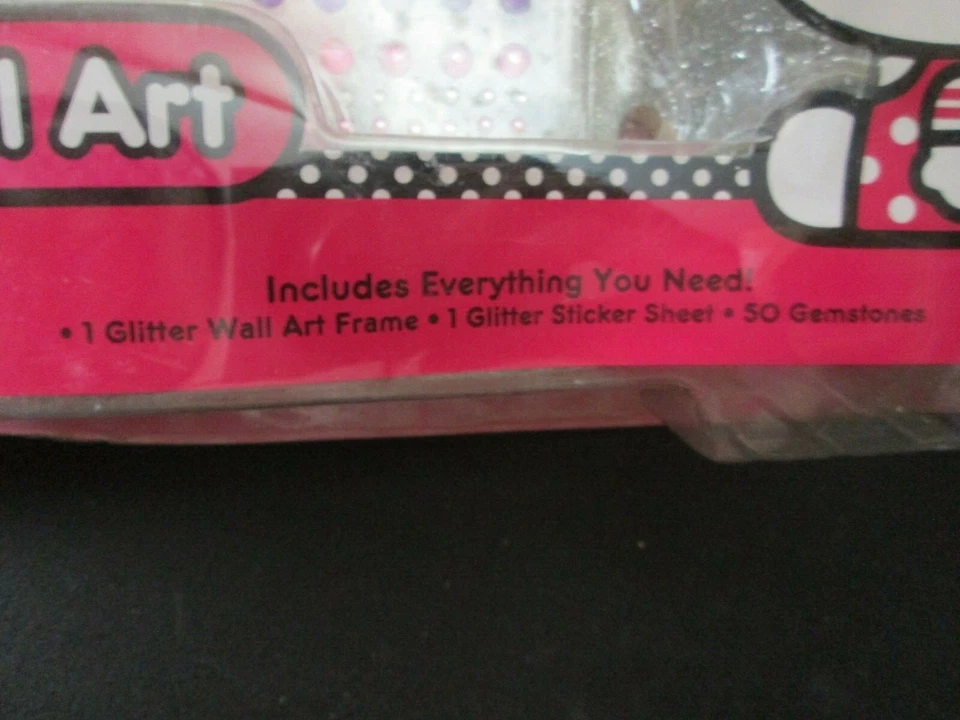 l Art
Includes Everything You Need!
• 1 Glitter Wall Art Frame • 1 Glitter Sticker Sheet • 50 Gemstones